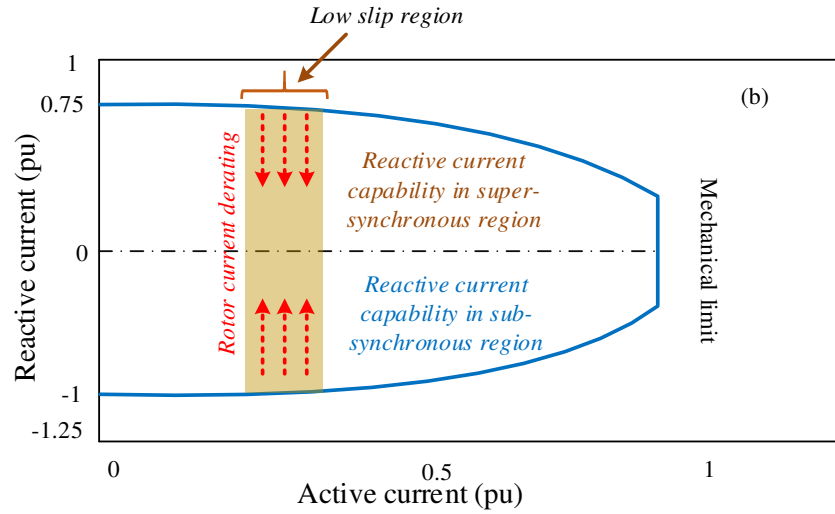 Low slip region
1
(b)
0.75
Rotor current derating
Reactive current
capability in super-
synchronous region
Mechanical limit
Reactive current (pu)
0
Reactive current
capability in sub-
synchronous region
-1
-1.25
0
0.5
1
Active current (pu)